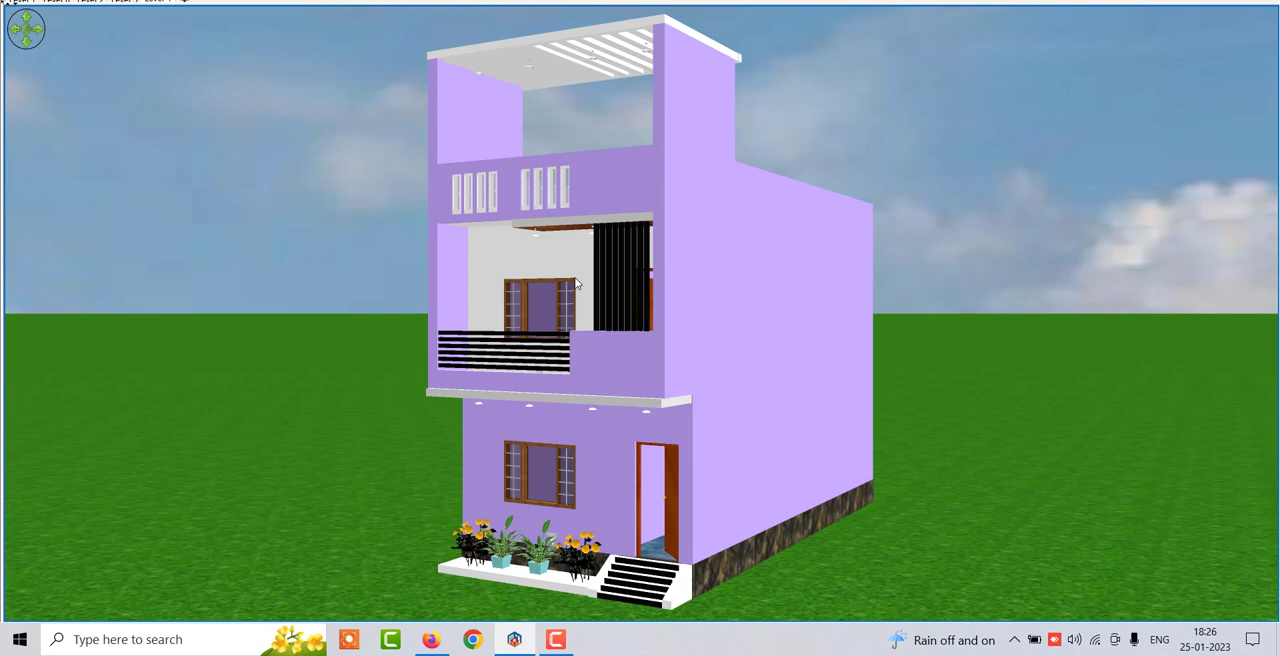 Type here to search
Rain off and on
ENG
18:26
25-01-2023